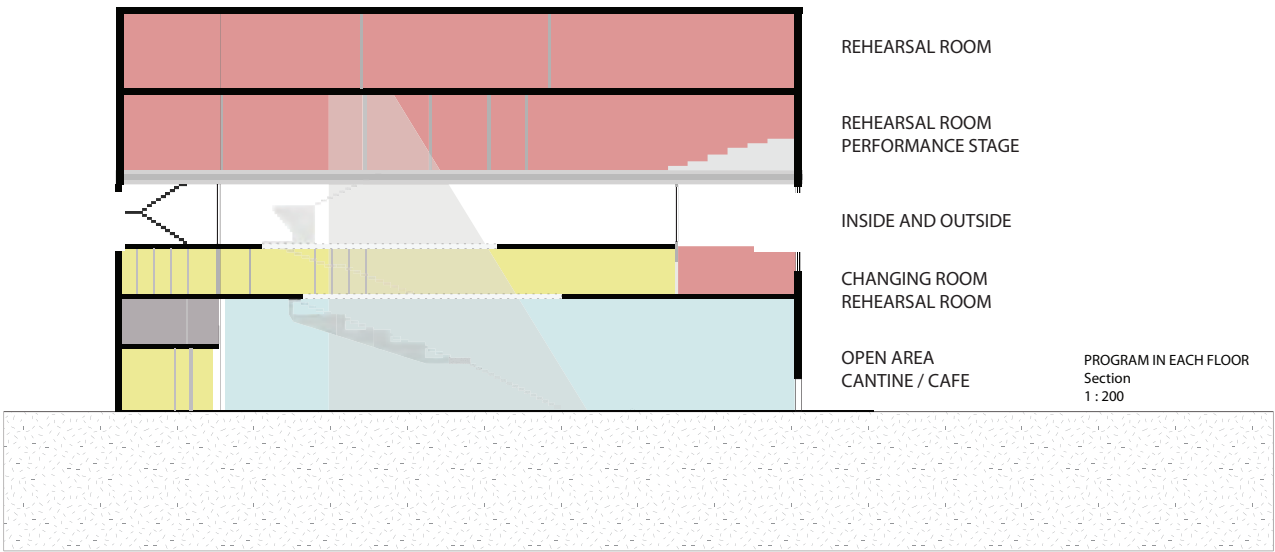 REHEARSAL ROOM
REHEARSAL ROOM
PERFORMANCE STAGE
INSIDE AND OUTSIDE
CHANGING ROOM
REHEARSAL ROOM
OPEN AREA
CANTINE / CAFE
PROGRAM IN EACH FLOOR
Section
1 : 200